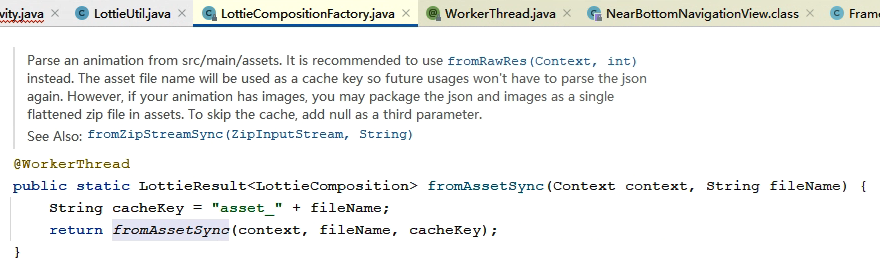 vity.java
LottieUtil.java
LottieCompositionFactory.java
WorkerThread.java
NearBottomNavigationView.class
Frame
Parse an animation from src/main/assets. It is recommended to use fromRawRes(Context, int)
instead. The asset file name will be used as a cache key so future usages won't have to parse the json
again. However, if your animation has images, you may package the json and images as a single
flattened zip file in assets. To skip the cache, add null as a third parameter.
See Also: fromZipStreamSync(ZipInputStream, String)
@WorkerThread
public static LottieResult<LottieComposition> fromAssetSync(Context context, String fileName) {
    String cacheKey = "asset_" + fileName;
    return fromAssetSync(context, fileName, cacheKey);
}